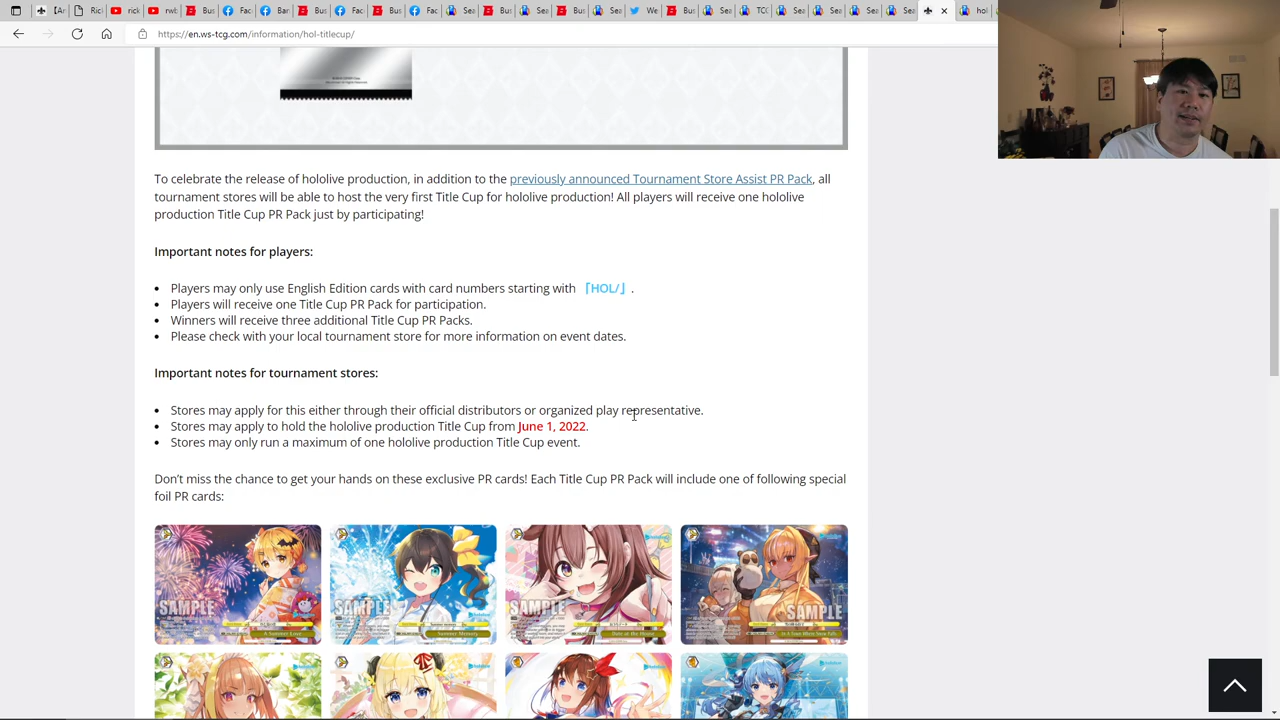 https://en.ws-tcg.com/information/hol-titlecup/
To celebrate the release of hololive production, in addition to the previously announced Tournament Store Assist PR Pack, all
tournament stores will be able to host the very first Title Cup for hololive production! All players will receive one hololive
production Title Cup PR Pack just by participating!
Important notes for players:
• Players may only use English Edition cards with card numbers starting with 「HOL/」 .
• Players will receive one Title Cup PR Pack for participation.
• Winners will receive three additional Title Cup PR Packs.
• Please check with your local tournament store for more information on event dates.
Important notes for tournament stores:
• Stores may apply for this either through their official distributors or organized play representative.
• Stores may apply to hold the hololive production Title Cup from June 1, 2022.
• Stores may only run a maximum of one hololive production Title Cup event.
Don't miss the chance to get your hands on these exclusive PR cards! Each Title Cup PR Pack will include one of following special
foil PR cards:
SAMPLE SAMPLE SAMPLE SAMPLE
A Summer Love Summer Memory